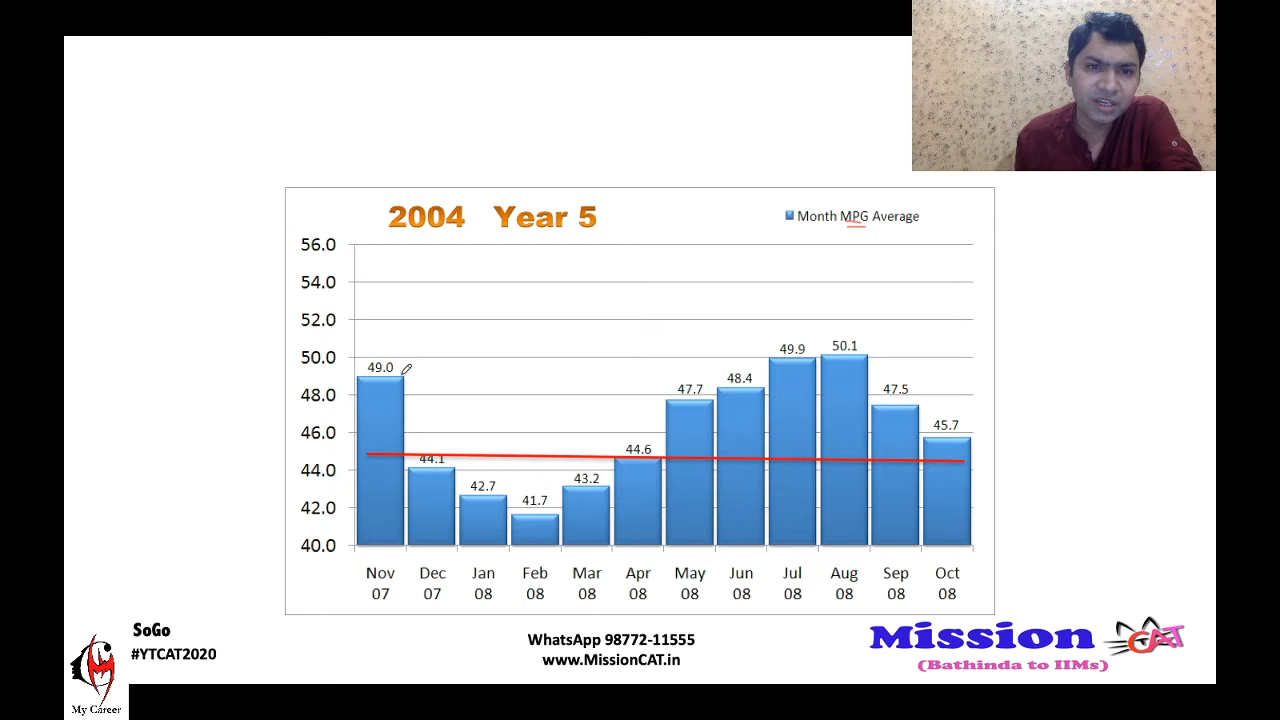 2004 Year 5
Month MPG Average
56.0
54.0
52.0
50.0
48.0
46.0
44.0
42.0
40.0
49.0
44.1
42.7
41.7
43.2
44.6
47.7
48.4
49.9
50.1
47.5
45.7
Nov Dec Jan Feb Mar Apr May Jun Jul Aug Sep Oct
07 07 08 08 08 08 08 08 08 08 08 08
SoGo
#YTCAT2020
My Career
WhatsApp 98772-11555
www.MissionCAT.in
Mission CAT
(Bathinda to IIMs)